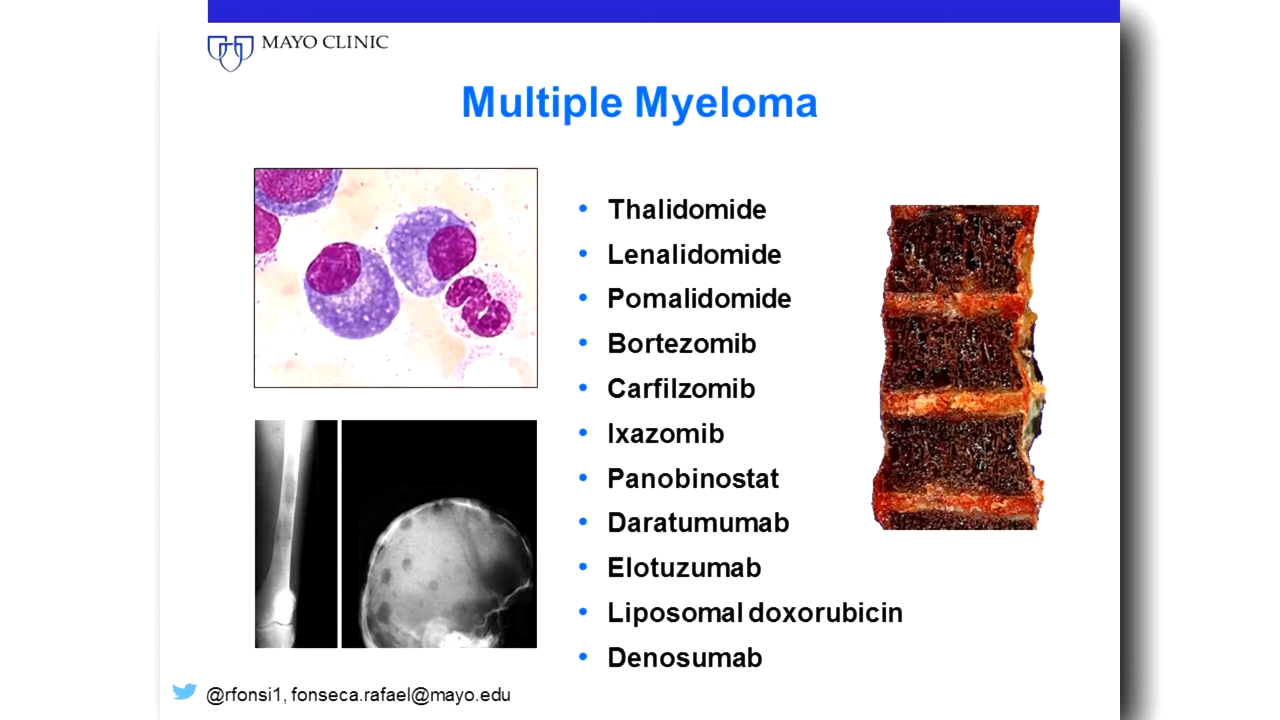 MAYO CLINIC
Multiple Myeloma
• Thalidomide
• Lenalidomide
• Pomalidomide
• Bortezomib
• Carfilzomib
• Ixazomib
• Panobinostat
• Daratumumab
• Elotuzumab
• Liposomal doxorubicin
• Denosumab
@rfonsi1, fonseca.rafael@mayo.edu